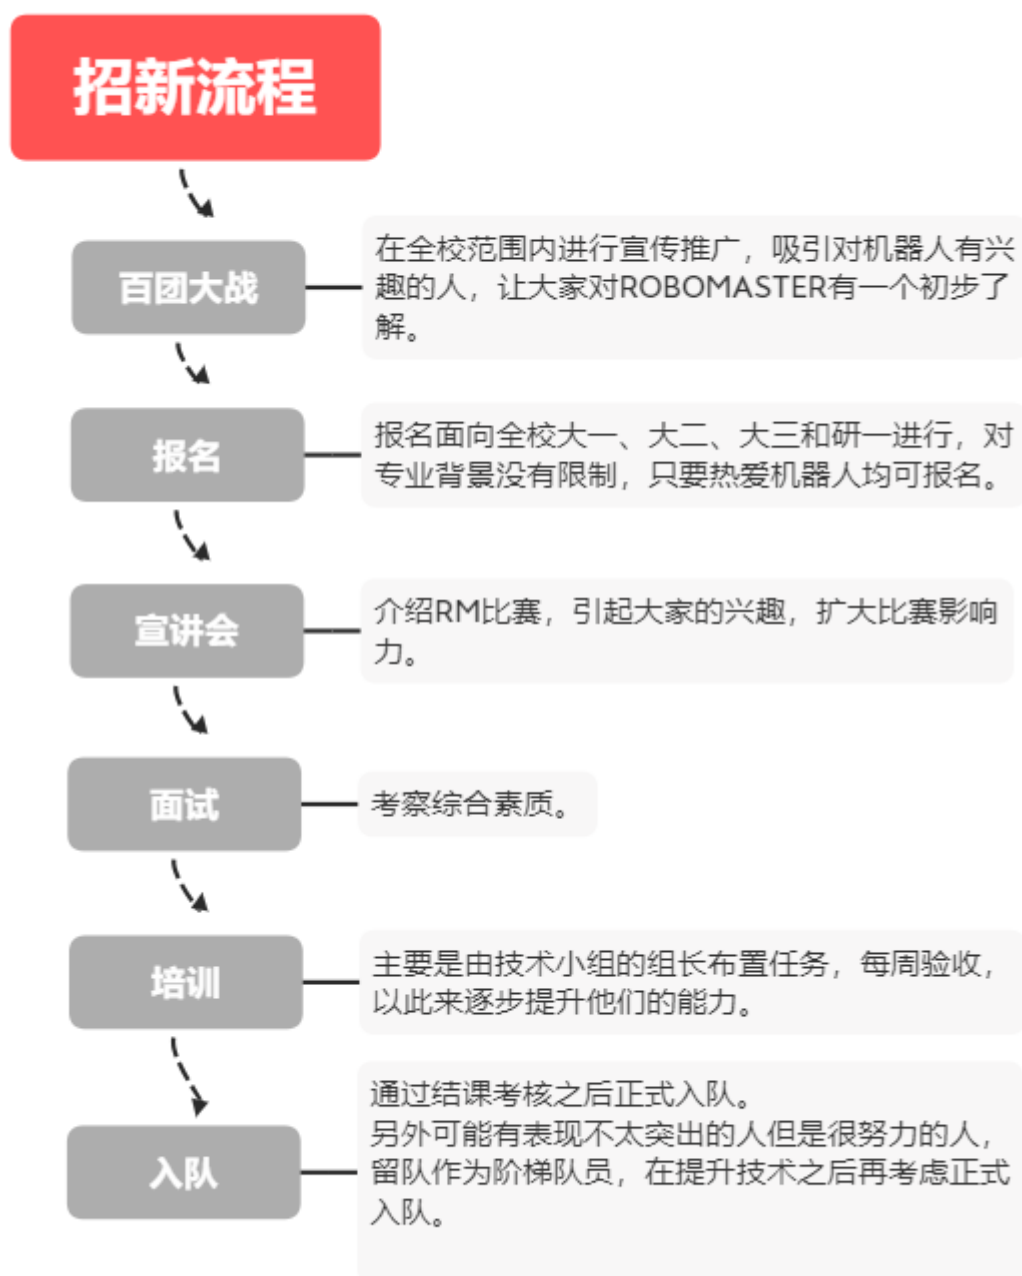 招新流程
百团大战
在全校范围内进行宣传推广，吸引对机器人有兴
趣的人，让大家对ROBOMASTER有一个初步了
解。
报名
报名面向全校大一、大二、大三和研一进行，对
专业背景没有限制，只要热爱机器人均可报名。
宣讲会
介绍RM比赛，引起大家的兴趣，扩大比赛影响
力。
面试
考察综合素质。
培训
主要是由技术小组的组长布置任务，每周验收，
以此来逐步提升他们的能力。
入队
通过结课考核之后正式入队。
另外可能有表现不太突出的人但是很努力的人，
留队作为阶梯队员，在提升技术之后再考虑正式
入队。